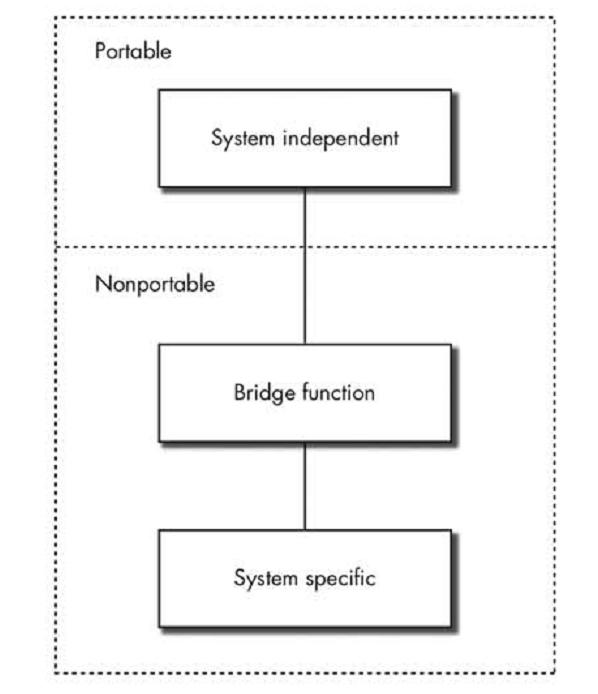 Portable
System independent
Nonportable
Bridge function
System specific